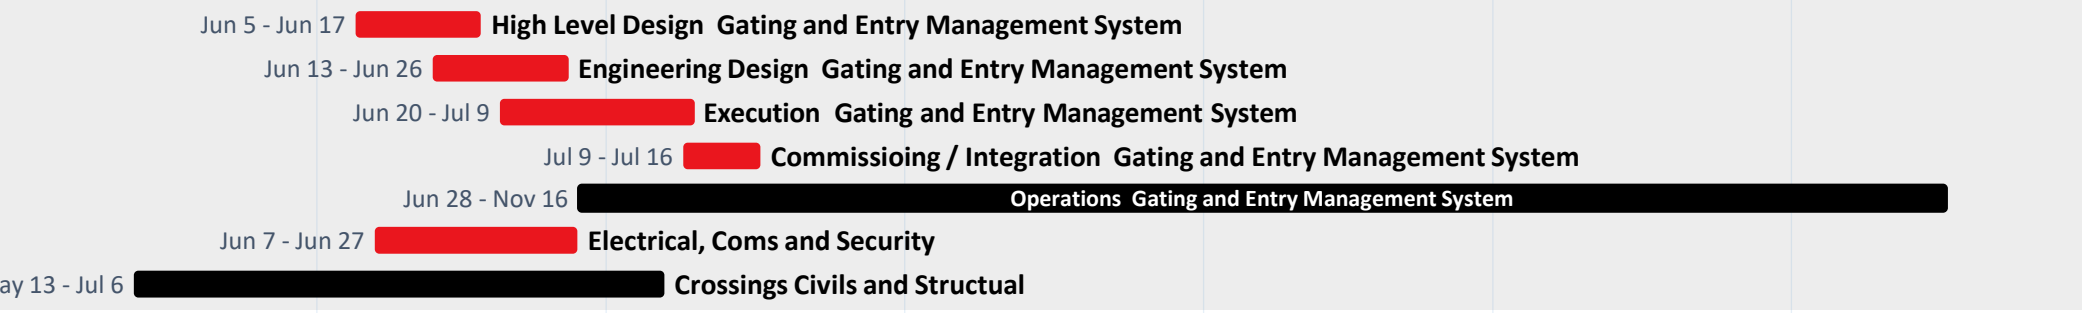 Jun 5 - Jun 17 High Level Design Gating and Entry Management System
Jun 13 - Jun 26 Engineering Design Gating and Entry Management System
Jun 20 - Jul 9 Execution Gating and Entry Management System
Jul 9 - Jul 16 Commissioing / Integration Gating and Entry Management System
Jun 28 - Nov 16 Operations Gating and Entry Management System
Jun 7 - Jun 27 Electrical, Coms and Security
ay 13 - Jul 6 Crossings Civils and Structual